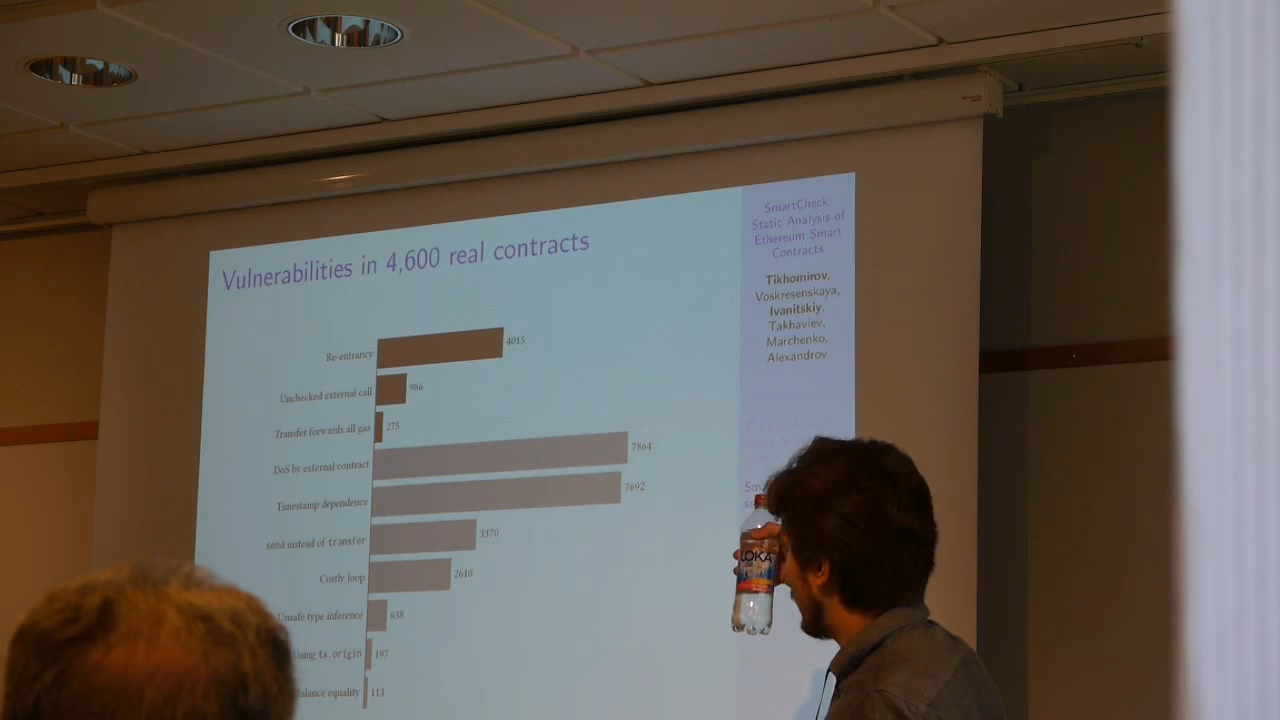 Vulnerabilities in 4,600 real contracts
Re-entrancy 4015
Unchecked external call 986
Transfer forwards all gas 275
DoS by external contract 7864
Timestamp dependence 7692
send instead of transfer 3370
Costly loop 2610
Unsafe type inference 638
Using tx.origin 197
Balance equality 113
SmartCheck:
Static Analysis of
Ethereum Smart
Contracts
Tikhomirov,
Voskresenskaya,
Ivanitskiy,
Takhaviev,
Marchenko,
Alexandrov
LOKA